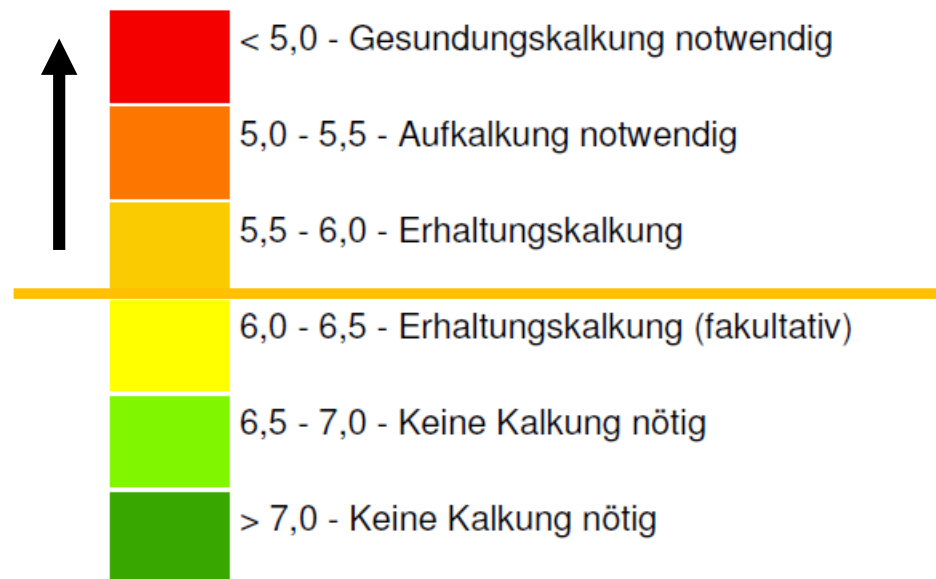 < 5,0 - Gesundungskalkung notwendig
5,0 - 5,5 - Aufkalkung notwendig
5,5 - 6,0 - Erhaltungskalkung
6,0 - 6,5 - Erhaltungskalkung (fakultativ)
6,5 - 7,0 - Keine Kalkung nötig
> 7,0 - Keine Kalkung nötig